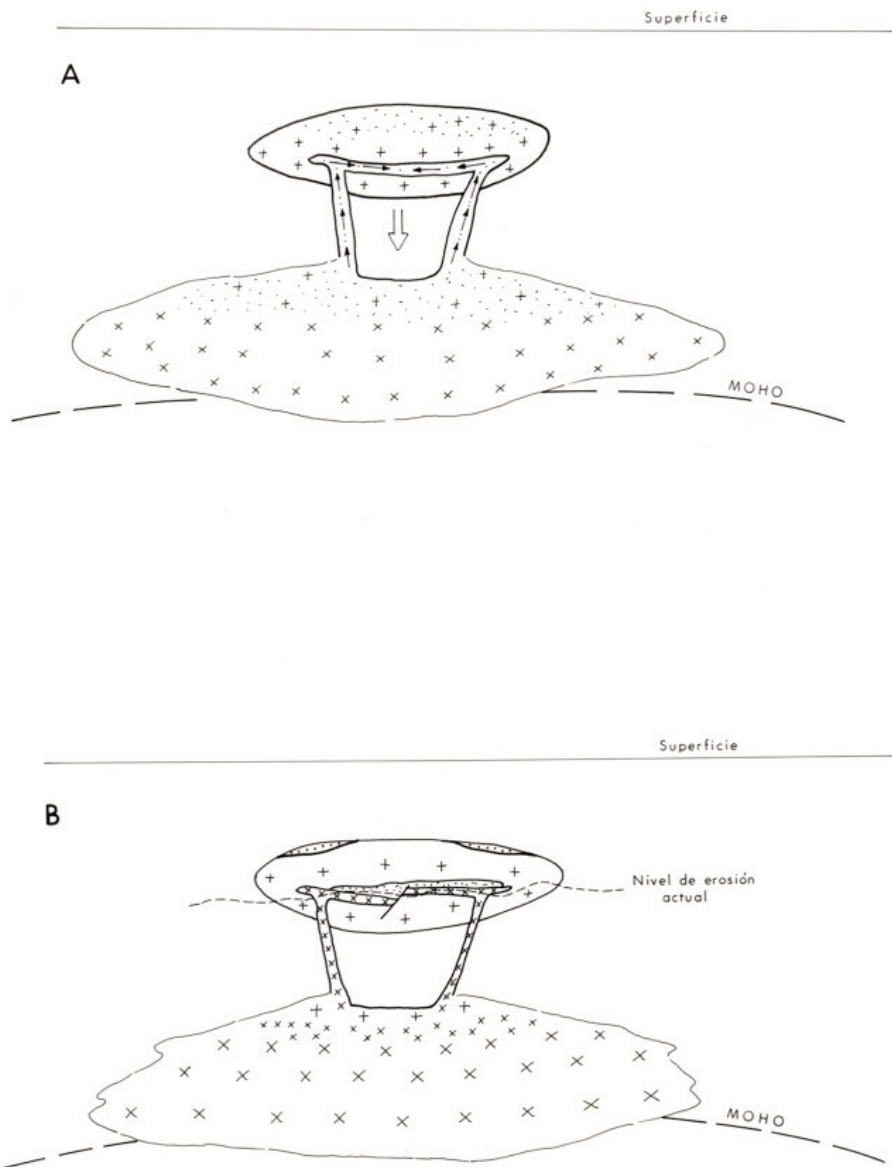 Superficie
A
MOHO
Superficie
B
Nivel de erosión
actual
MOHO